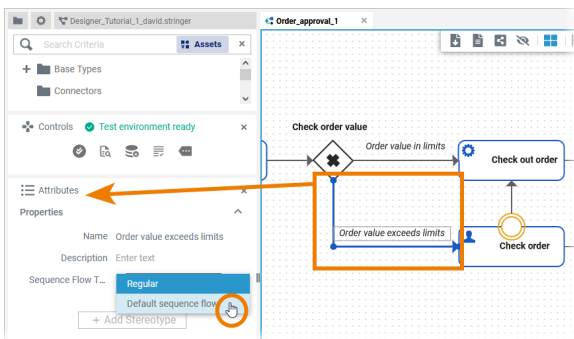 Designer_Tutorial_1_david.stringer
Order_approval_1
Search Criteria
Assets
Base Types
Connectors
Controls
Test environment ready
Attributes
Properties
Name
Order value exceeds limits
Description
Enter text
Sequence Flow T...
Regular
Default sequence flow
+ Add Stereotype
Check order value
Order value in limits
Check out order
Order value exceeds limits
Check order